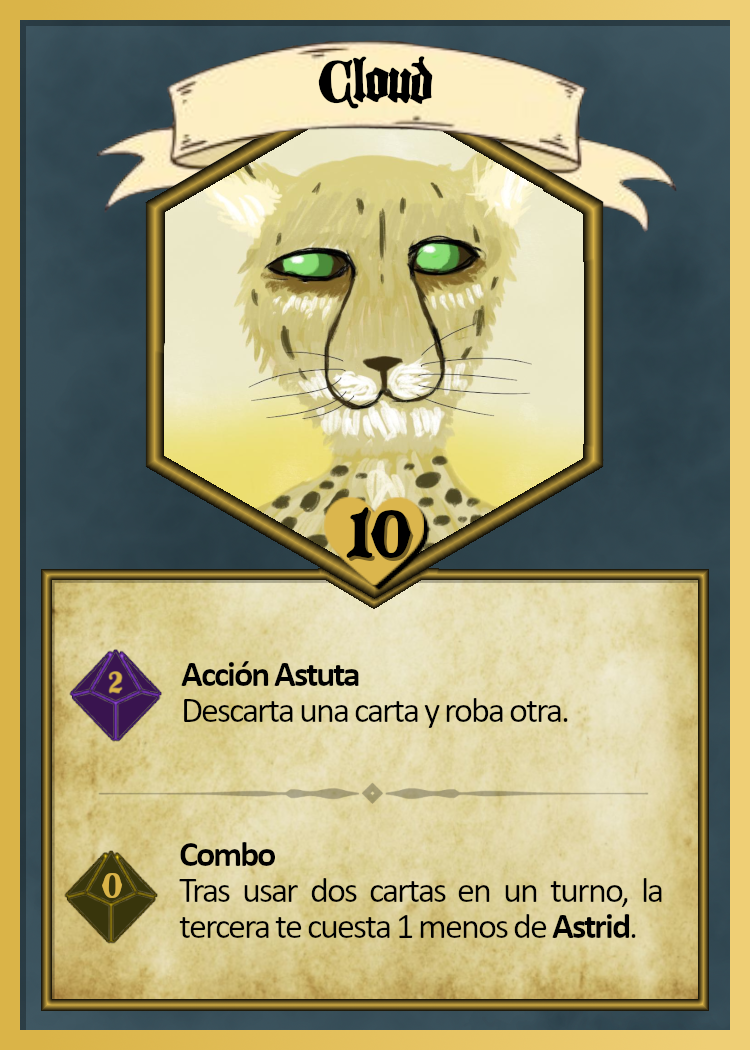 Cloud
10
2
Acción Astuta
Descarta una carta y roba otra.
0
Combo
Tras usar dos cartas en un turno, la
tercera te cuesta 1 menos de Astrid.